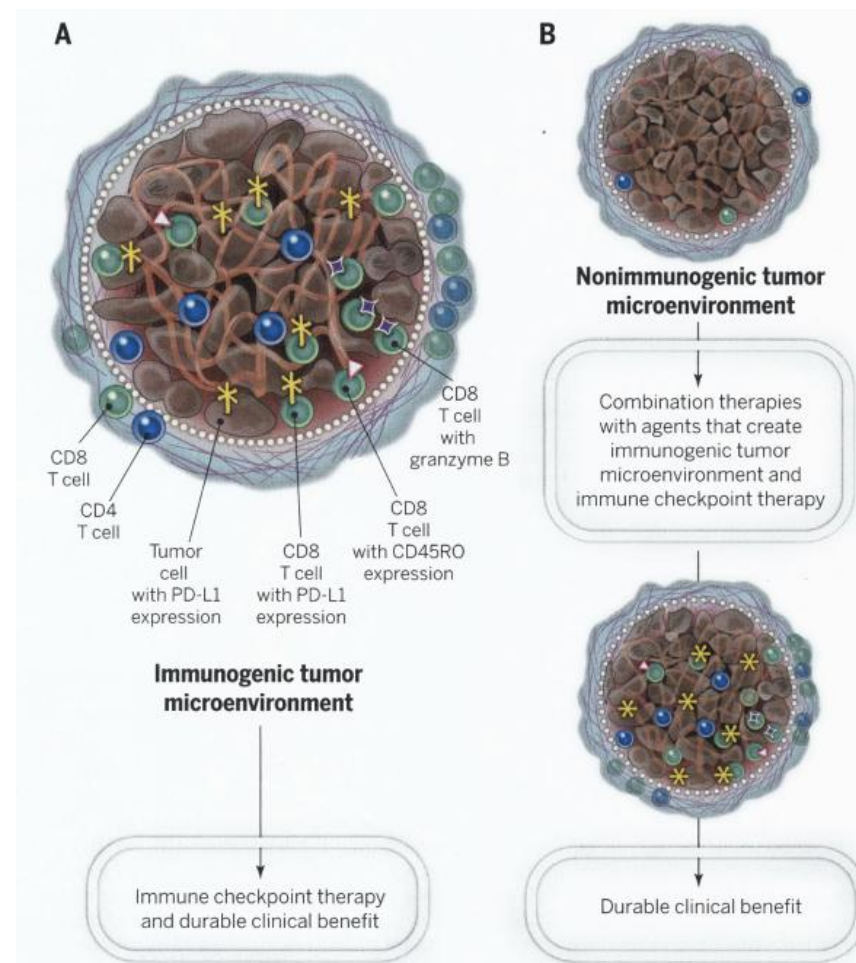 A
CD8
T cell
CD4
T cell
Tumor
cell
with PD-L1
expression
CD8
T cell
with PD-L1
expression
CD8
T cell
with CD45RO
expression
CD8
T cell
with
granzyme B
Immunogenic tumor
microenvironment
Immune checkpoint therapy
and durable clinical benefit
B
Nonimmunogenic tumor
microenvironment
Combination therapies
with agents that create
immunogenic tumor
microenvironment and
immune checkpoint therapy
Durable clinical benefit